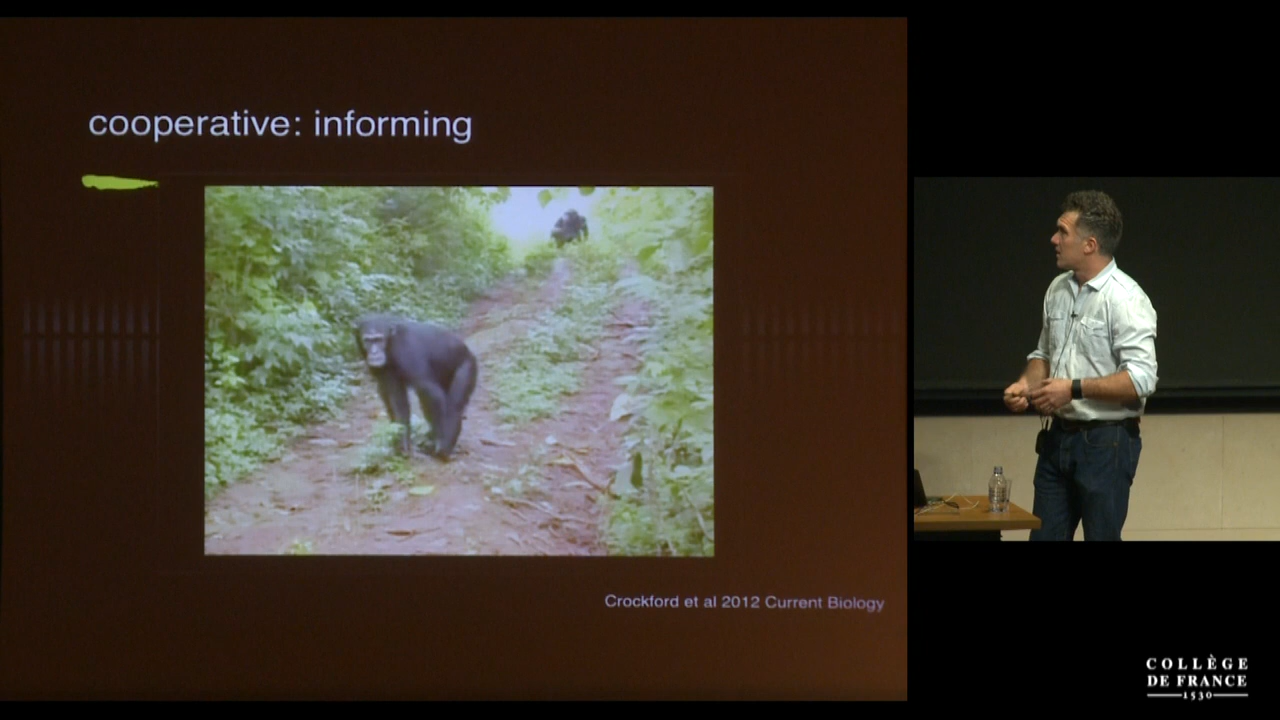 cooperative: informing
Crockford et al 2012 Current Biology
COLLÈGE
DE FRANCE
1530